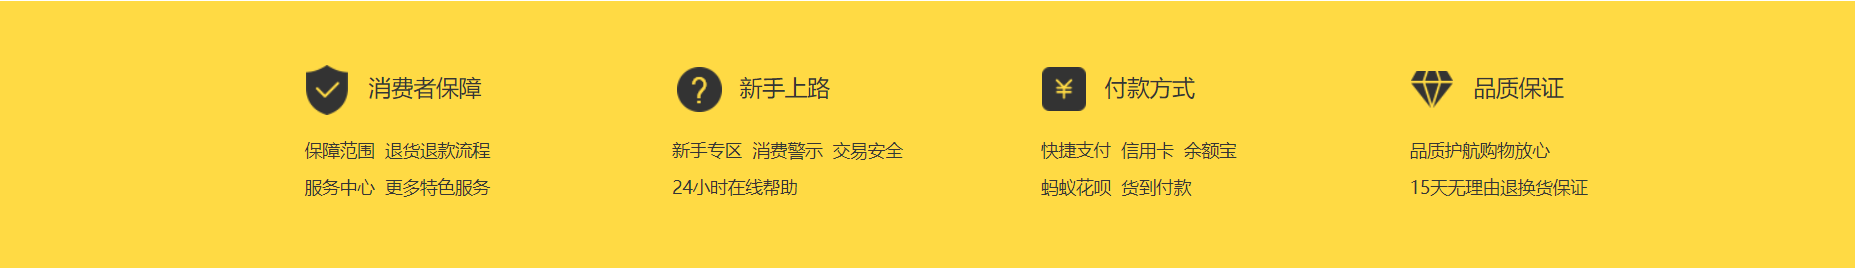 消费者保障
保障范围 退货退款流程
服务中心 更多特色服务
新手上路
新手专区 消费警示 交易安全
24小时在线帮助
付款方式
快捷支付 信用卡 余额宝
蚂蚁花呗 货到付款
品质保证
品质护航购物放心
15天无理由退换货保证